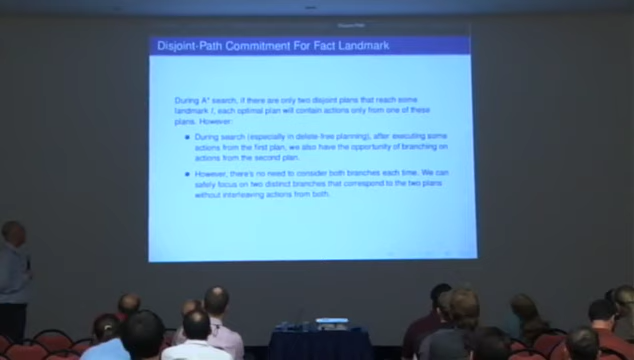 Disjoint-Path Commitment For Fact Landmark
During A* search, if there are only two disjoint plans that reach some
landmark l, each optimal plan will contain actions only from one of these
plans. However:
During search (especially in delete-free planning), after executing some
actions from the first plan, we also have the opportunity of branching on
actions from the second plan.
However, there's no need to consider both branches each time. We can
safely focus on two distinct branches that correspond to the two plans
without interleaving actions from both.